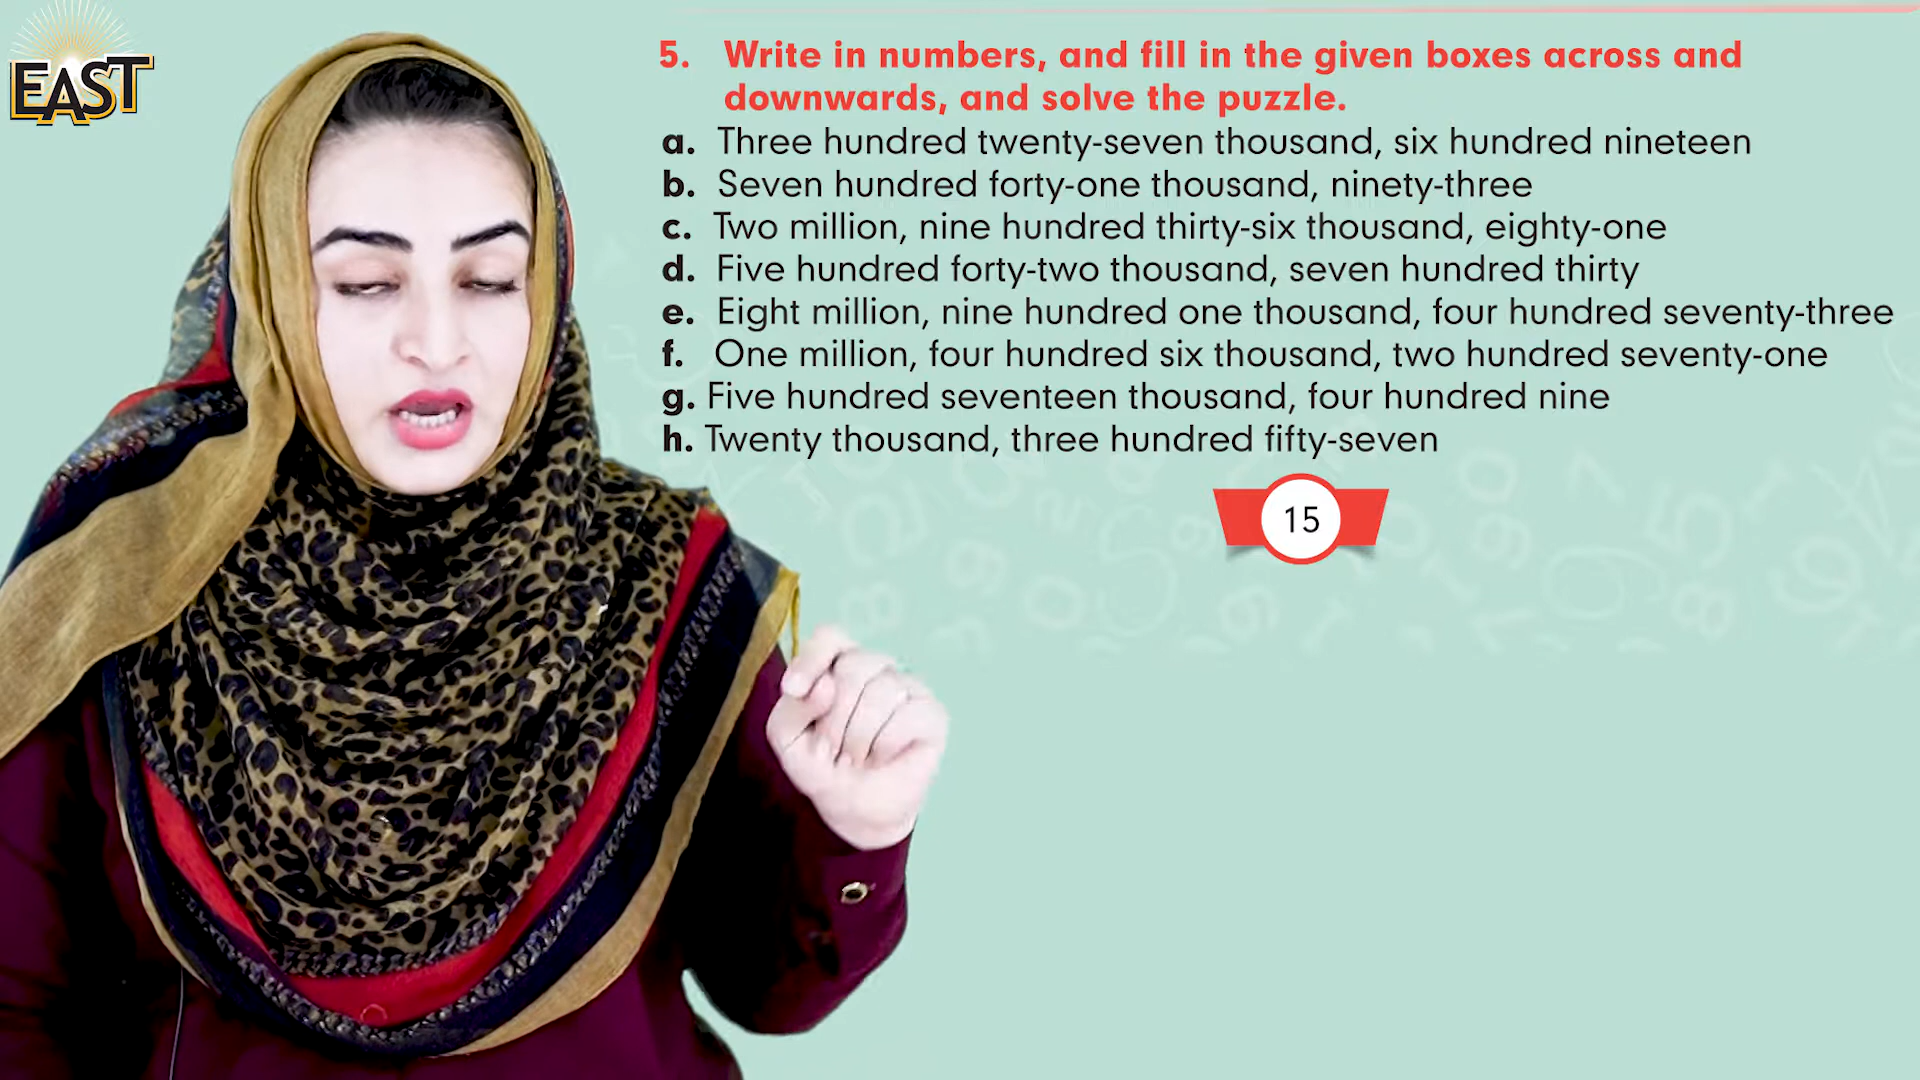 EAST
5. Write in numbers, and fill in the given boxes across and
downwards, and solve the puzzle.
a. Three hundred twenty-seven thousand, six hundred nineteen
b. Seven hundred forty-one thousand, ninety-three
c. Two million, nine hundred thirty-six thousand, eighty-one
d. Five hundred forty-two thousand, seven hundred thirty
e. Eight million, nine hundred one thousand, four hundred seventy-three
f. One million, four hundred six thousand, two hundred seventy-one
g. Five hundred seventeen thousand, four hundred nine
h. Twenty thousand, three hundred fifty-seven
15